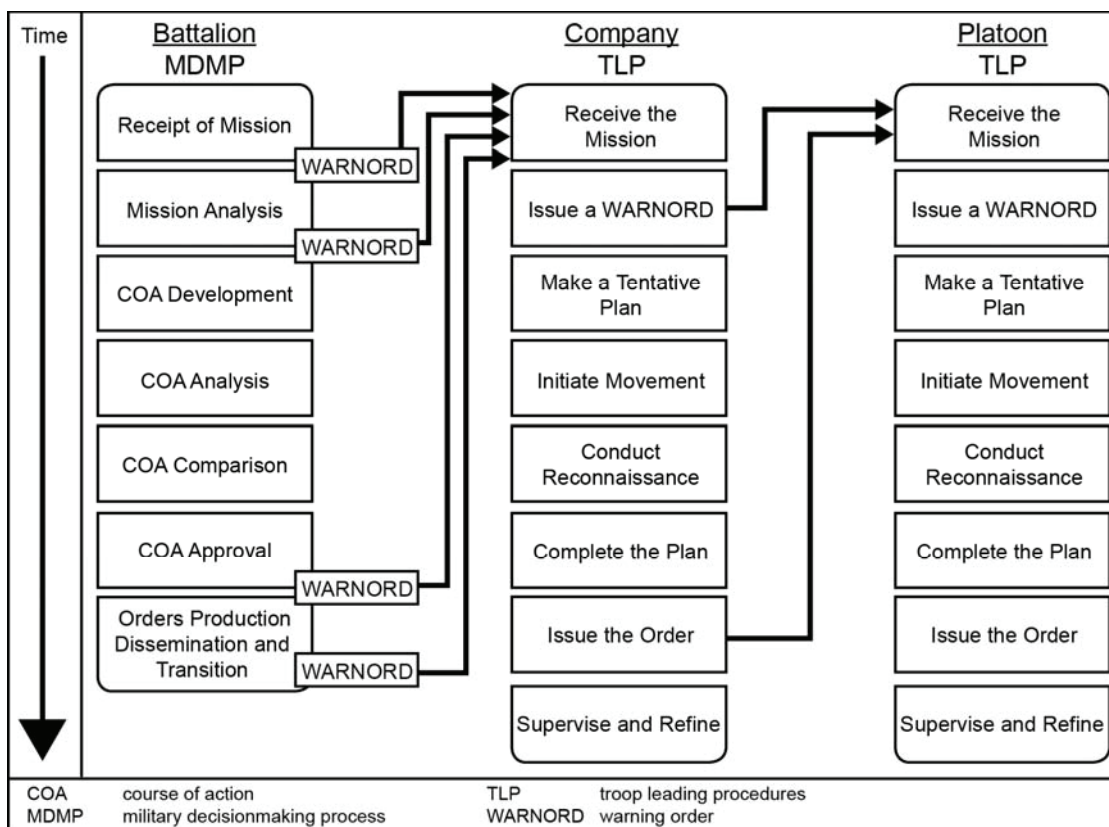 Time
Battalion
MDMP
Receipt of Mission
WARNORD
Mission Analysis
WARNORD
COA Development
COA Analysis
COA Comparison
COA Approval
WARNORD
Orders Production
Dissemination and
Transition
WARNORD
Company
TLP
Receive the
Mission
Issue a WARNORD
Make a Tentative
Plan
Initiate Movement
Conduct
Reconnaissance
Complete the Plan
Issue the Order
Supervise and Refine
Platoon
TLP
Receive the
Mission
Issue a WARNORD
Make a Tentative
Plan
Initiate Movement
Conduct
Reconnaissance
Complete the Plan
Issue the Order
Supervise and Refine
COA course of action
MDMP military decisionmaking process
TLP troop leading procedures
WARNORD warning order